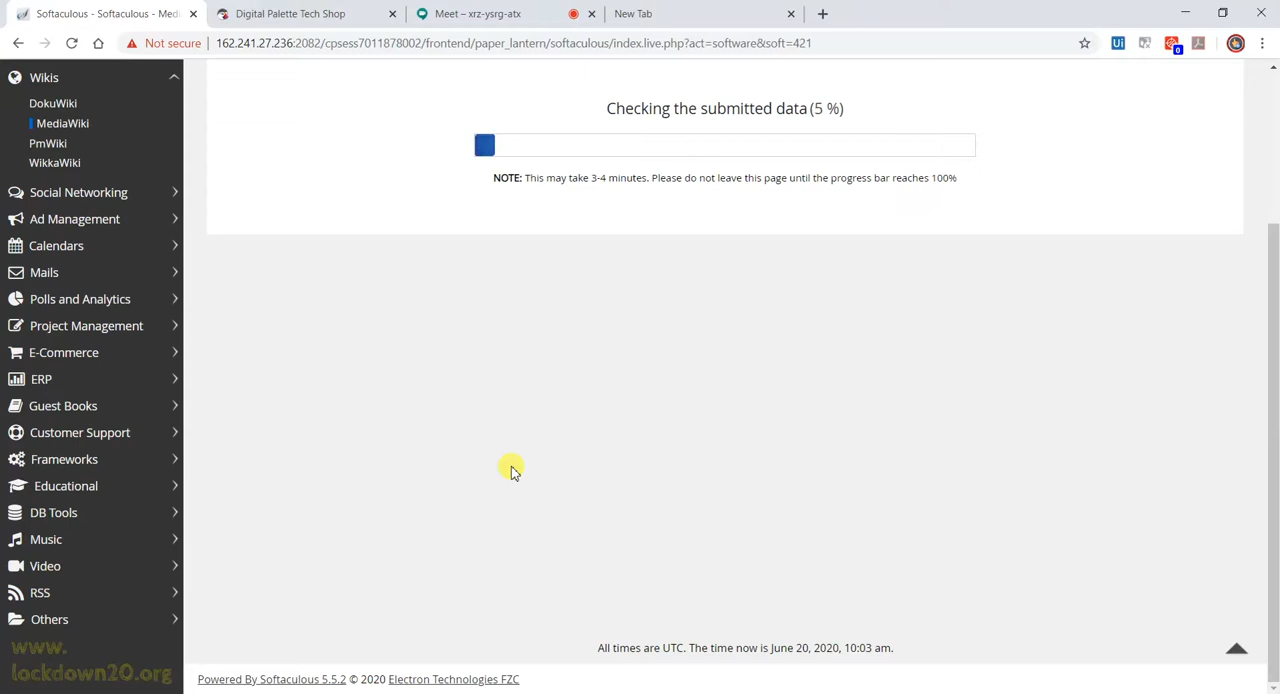 Softaculous - Softaculous - Medi
Digital Palette Tech Shop
Meet – xrz-ysrg-atx
New Tab
Not secure
162.241.27.236:2082/cpsess7011878002/frontend/paper_lantern/softaculous/index.live.php?act=software&soft=421
Ui
0
Wikis
DokuWiki
MediaWiki
PmWiki
WikkaWiki
Social Networking
Ad Management
Calendars
Mails
Polls and Analytics
Project Management
E-Commerce
ERP
Guest Books
Customer Support
Frameworks
Educational
DB Tools
Music
Video
RSS
Others
www.
lockdown20.org
Checking the submitted data (5 %)
NOTE: This may take 3-4 minutes. Please do not leave this page until the progress bar reaches 100%
All times are UTC. The time now is June 20, 2020, 10:03 am.
Powered By Softaculous 5.5.2 © 2020 Electron Technologies FZC